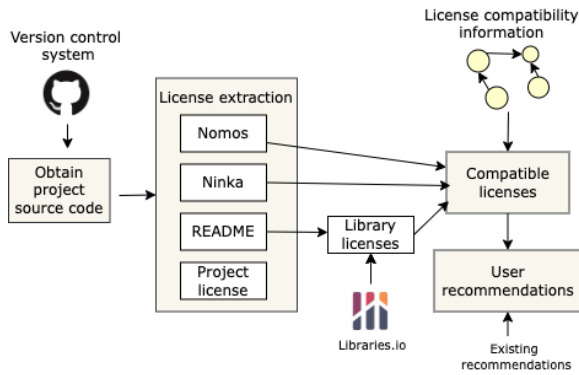 Version control
system
License compatibility
information
License extraction
Nomos
Obtain
project
source code
Ninka
Compatible
licenses
README
Library
licenses
Project
license
User
recommendations
Libraries.io
Existing
recommendations